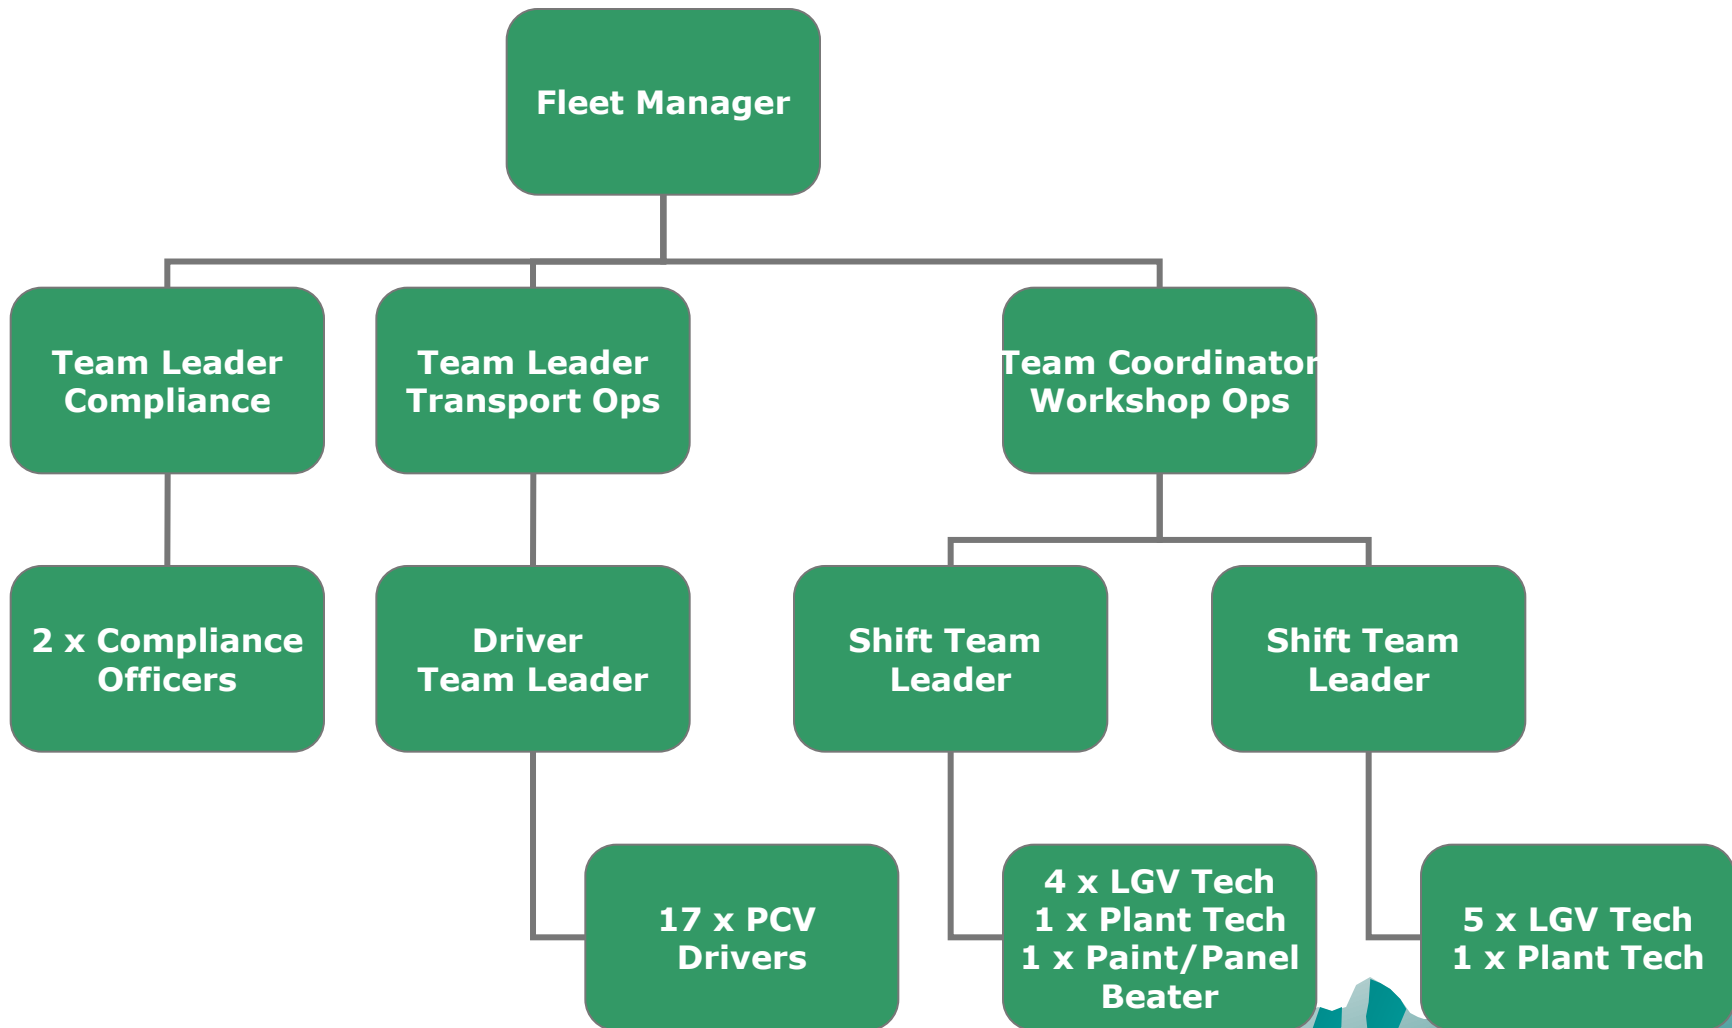 Fleet Manager
Team Leader
Compliance
Team Leader
Transport Ops
Team Coordinator
Workshop Ops
2 x Compliance
Officers
Driver
Team Leader
Shift Team
Leader
Shift Team
Leader
17 x PCV
Drivers
4 x LGV Tech
1 x Plant Tech
1 x Paint/Panel
Beater
5 x LGV Tech
1 x Plant Tech